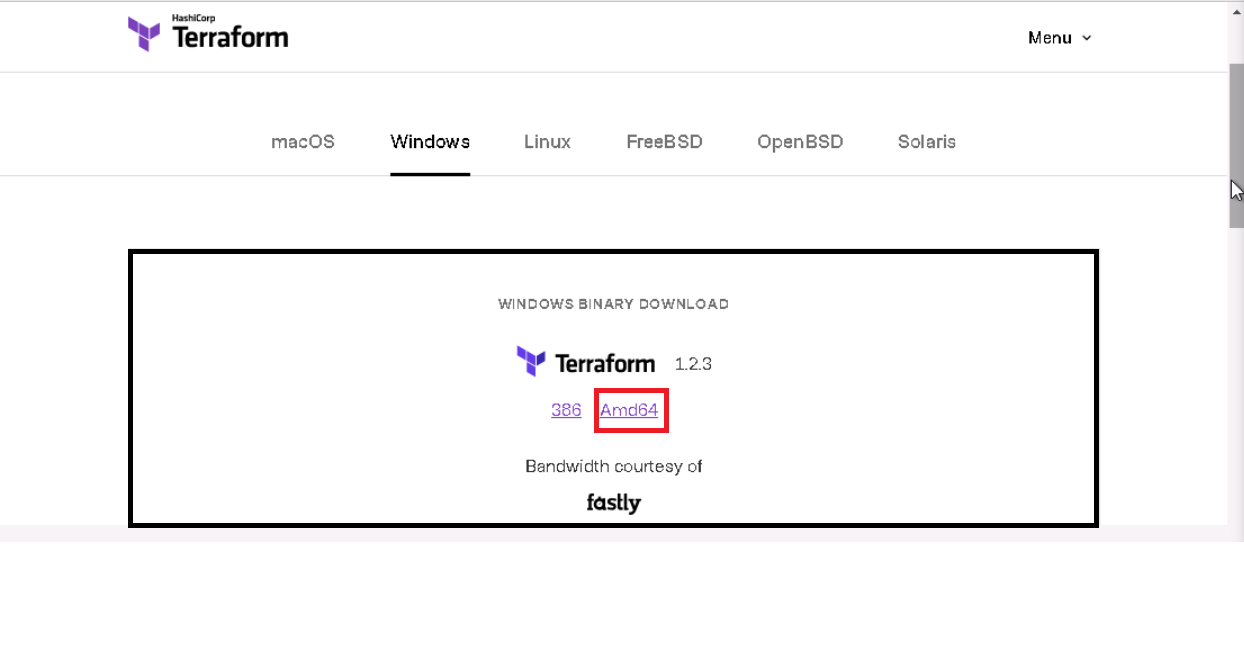 HashiCorp
Terraform
Menu
macOS Windows Linux FreeBSD OpenBSD Solaris
WINDOWS BINARY DOWNLOAD
Terraform 1.2.3
386 Amd64
Bandwidth courtesy of
fastly